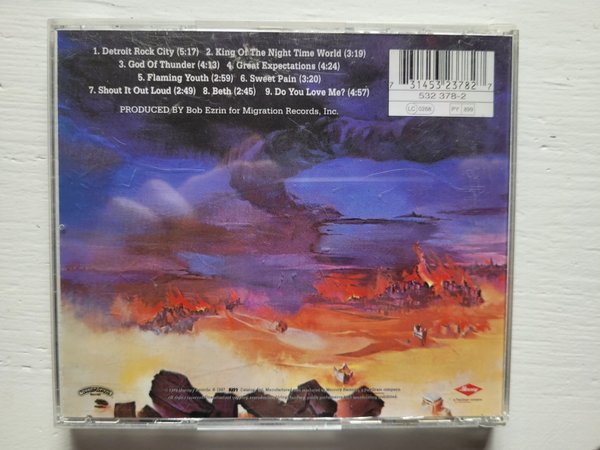 1. Detroit Rock City (5:17)  2. King Of The Night Time World (3:19)
3. God Of Thunder (4:13)  4. Great Expectations (4:24)
5. Flaming Youth (2:59)  6. Sweet Pain (3:20)
7. Shout It Out Loud (2:49)  8. Beth (2:45)  9. Do You Love Me? (4:57)
PRODUCED BY Bob Ezrin for Migration Records, Inc.
7 31453 23782 7
532 378-2
LC 0268 PY 899